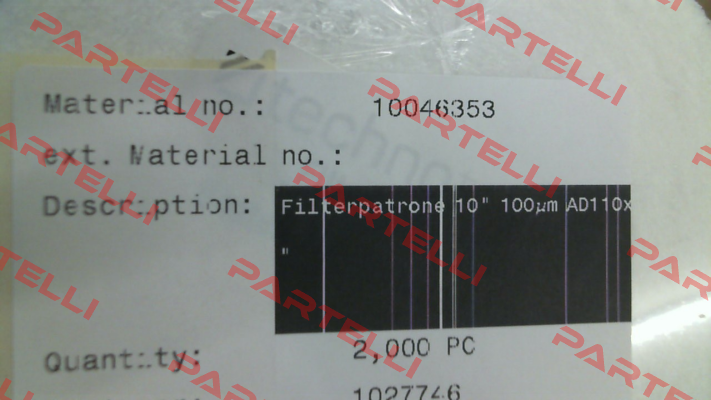 Material no.: 10046353
ext. Material no.:
Description: Filterpatrone 10" 100µm AD110x
"
Quantity: 2,000 PC
1027746
PARTELLI